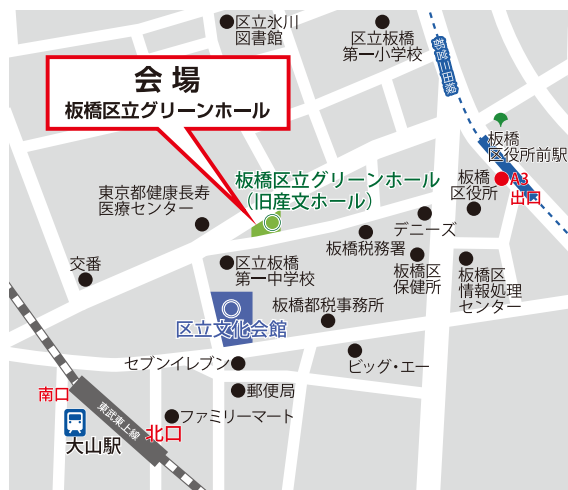 区立氷川
図書館
区立板橋
第一小学校
都営三田線
会場
板橋区立グリーンホール
板橋
区役所前駅
A3
出口
板橋
区役所
板橋区立グリーンホール
（旧産文ホール）
東京都健康長寿
医療センター
デニーズ
板橋税務署
交番
区立板橋
第一中学校
板橋区
保健所
板橋区
情報処理
センター
板橋都税事務所
区立文化会館
セブンイレブン
ビッグ・エー
郵便局
南口
東武東上線
ファミリーマート
北口
大山駅